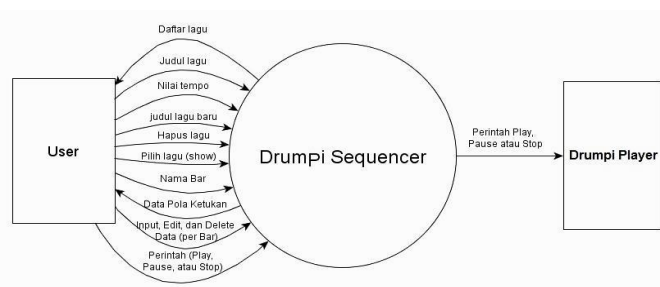 Daftar lagu
Judul lagu
Nilai tempo
judul lagu baru
Hapus lagu
Pilih lagu (show)
Nama Bar
Data Pola Ketukan
Input, Edit, dan Delete
Data (per Bar)
Perintah (Play,
Pause, atau Stop)
User
Drumpi Sequencer
Perintah Play,
Pause atau Stop
Drumpi Player